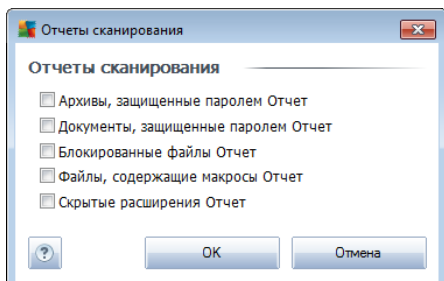 Отчеты сканирования
Отчеты сканирования
Архивы, защищенные паролем Отчет
Документы, защищенные паролем Отчет
Блокированные файлы Отчет
Файлы, содержащие макросы Отчет
Скрытые расширения Отчет
? OK Отмена